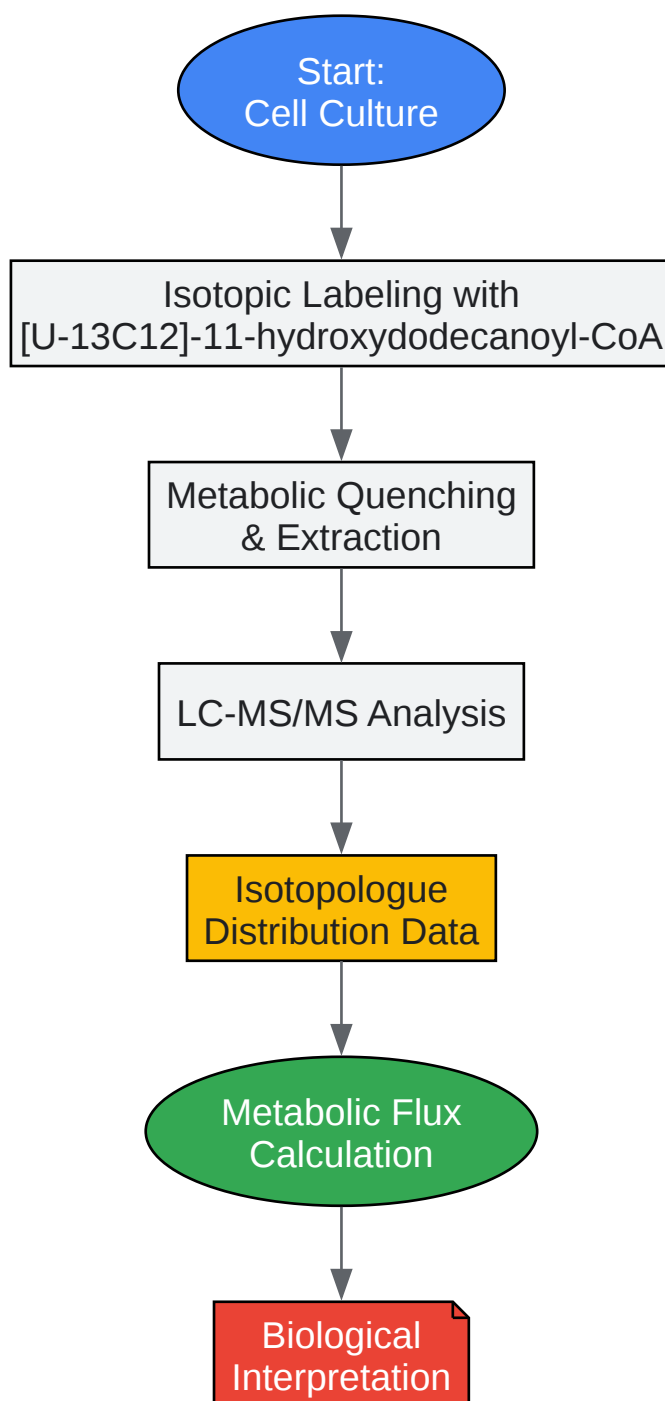 Start:
Cell Culture
Isotopic Labeling with
[U-13C12]-11-hydroxydodecanoyl-CoA
Metabolic Quenching
& Extraction
LC-MS/MS Analysis
Isotopologue
Distribution Data
Metabolic Flux
Calculation
Biological
Interpretation